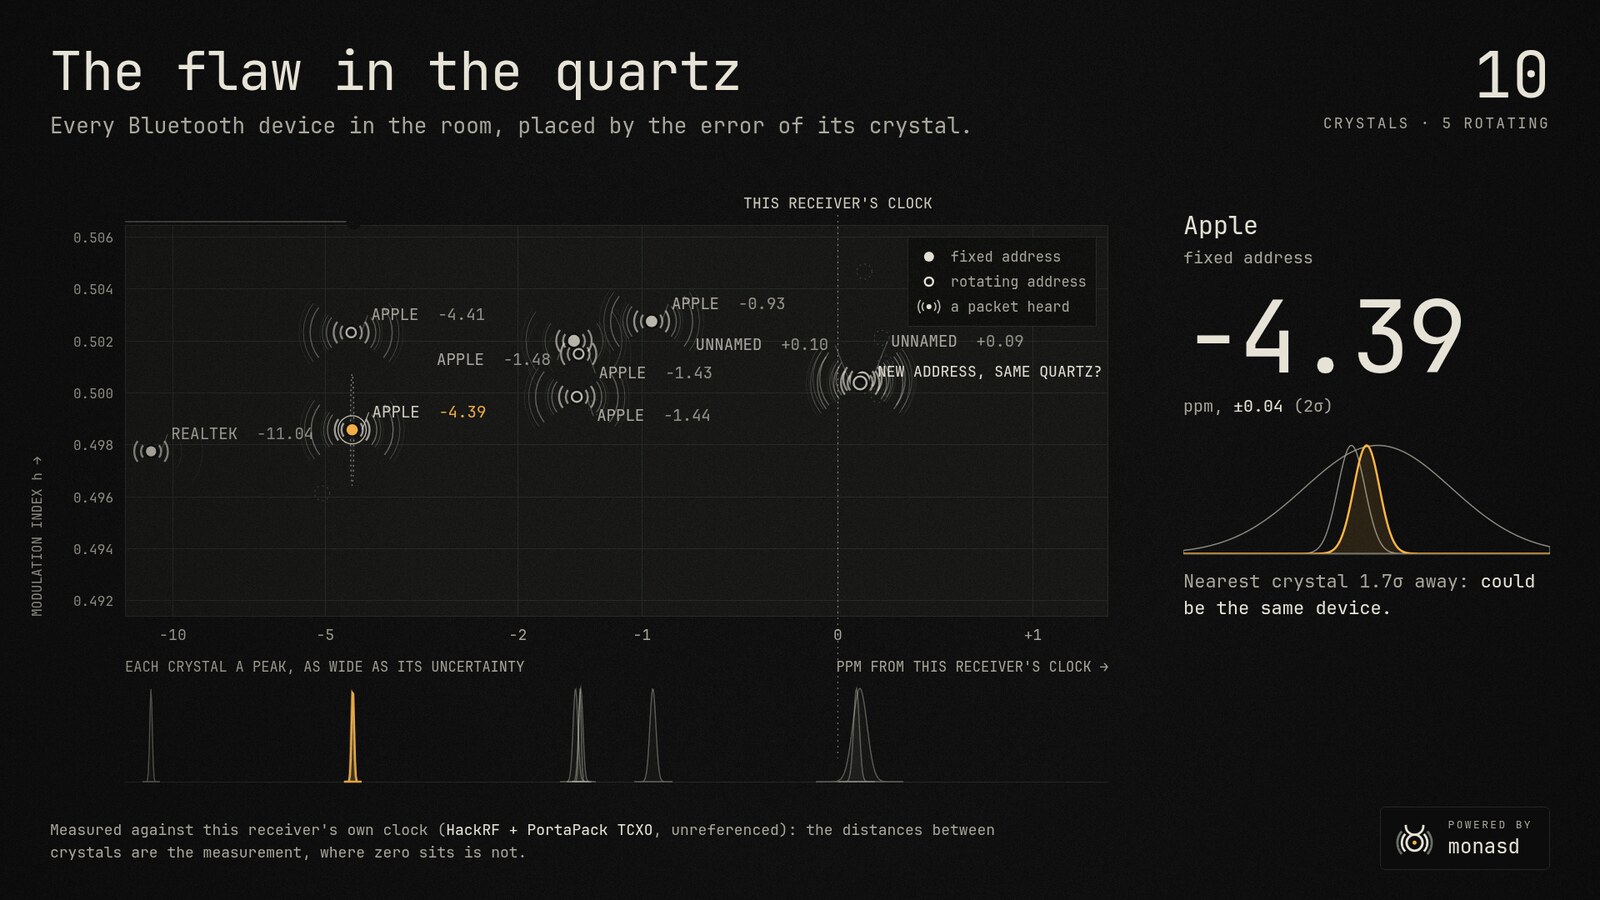 The flaw in the quartz
Every Bluetooth device in the room, placed by the error of its crystal.
10
CRYSTALS · 5 ROTATING
THIS RECEIVER'S CLOCK
0.506
0.504
0.502
0.500
0.498
0.496
0.494
0.492
MODULATION INDEX h →
fixed address
rotating address
a packet heard
APPLE -4.41
APPLE -0.93
UNNAMED +0.10
UNNAMED +0.09
APPLE -1.48
APPLE -1.43
NEW ADDRESS, SAME QUARTZ?
APPLE -4.39
APPLE -1.44
REALTEK -11.04
-10
-5
-2
-1
0
+1
EACH CRYSTAL A PEAK, AS WIDE AS ITS UNCERTAINTY
PPM FROM THIS RECEIVER'S CLOCK →
Apple
fixed address
-4.39
ppm, ±0.04 (2σ)
Nearest crystal 1.7σ away: could
be the same device.
Measured against this receiver's own clock (HackRF + PortaPack TCXO, unreferenced): the distances between
crystals are the measurement, where zero sits is not.
POWERED BY
monasd